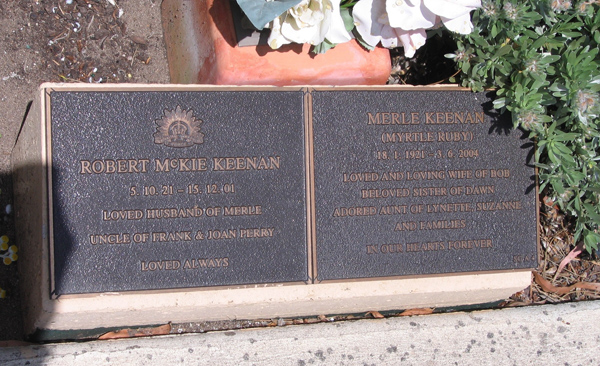 ROBERT McKIE KEENAN
5. 10. 21 – 15. 12. 01
LOVED HUSBAND OF MERLE
UNCLE OF FRANK & JOAN PERRY
LOVED ALWAYS
MERLE KEENAN
(MYRTLE RUBY)
18. 1. 1921 – 3. 6. 2004
LOVED AND LOVING WIFE OF BOB
BELOVED SISTER OF DAWN
ADORED AUNT OF LYNETTE, SUZANNE
AND FAMILIES
IN OUR HEARTS FOREVER